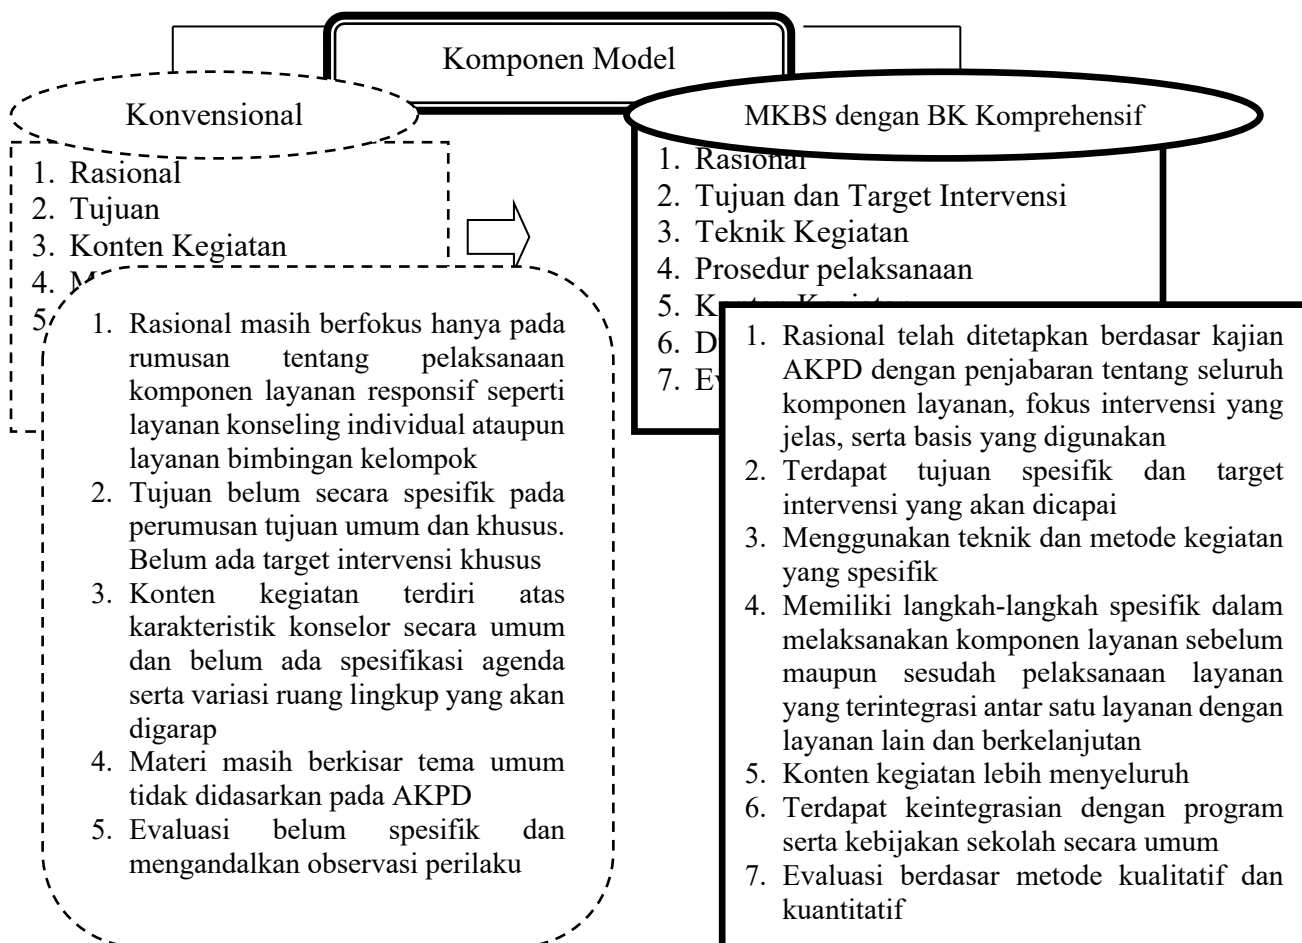 Komponen Model
Konvensional
1. Rasional
2. Tujuan
3. Konten Kegiatan
4.
5.
1. Rasional masih berfokus hanya pada
rumusan tentang pelaksanaan
komponen layanan responsif seperti
layanan konseling individual ataupun
layanan bimbingan kelompok
2. Tujuan belum secara spesifik pada
perumusan tujuan umum dan khusus.
Belum ada target intervensi khusus
3. Konten kegiatan terdiri atas
karakteristik konselor secara umum
dan belum ada spesifikasi agenda
serta variasi ruang lingkup yang akan
digarap
4. Materi masih berkisar tema umum
tidak didasarkan pada AKPD
5. Evaluasi belum spesifik dan
mengandalkan observasi perilaku
MKBS dengan BK Komprehensif
1. Rasional
2. Tujuan dan Target Intervensi
3. Teknik Kegiatan
4. Prosedur pelaksanaan
5. Konten Kegiatan
6.
7.
1. Rasional telah ditetapkan berdasar kajian
AKPD dengan penjabaran tentang seluruh
komponen layanan, fokus intervensi yang
jelas, serta basis yang digunakan
2. Terdapat tujuan spesifik dan target
intervensi yang akan dicapai
3. Menggunakan teknik dan metode kegiatan
yang spesifik
4. Memiliki langkah-langkah spesifik dalam
melaksanakan komponen layanan sebelum
maupun sesudah pelaksanaan layanan
yang terintegrasi antar satu layanan dengan
layanan lain dan berkelanjutan
5. Konten kegiatan lebih menyeluruh
6. Terdapat keintegrasian dengan program
serta kebijakan sekolah secara umum
7. Evaluasi berdasar metode kualitatif dan
kuantitatif